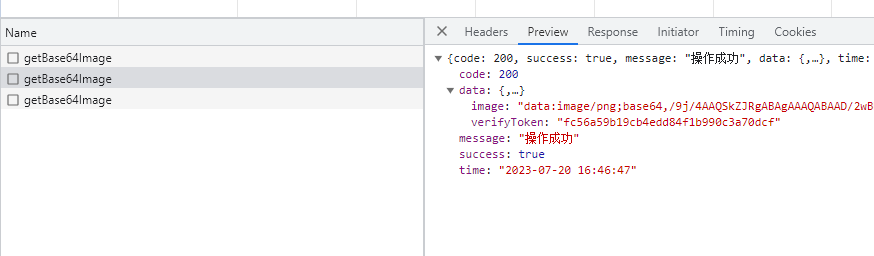 Name
Headers Preview Response Initiator Timing Cookies
getBase64Image
getBase64Image
getBase64Image
{code: 200, success: true, message: "操作成功", data: {,…}, time:
code: 200
data: {,…}
image: "data:image/png;base64,/9j/4AAQSkZJRgABAgAAAQABAAD/2wB
verifyToken: "fc56a59b19cb4edd84f1b990c3a70dcf"
message: "操作成功"
success: true
time: "2023-07-20 16:46:47"